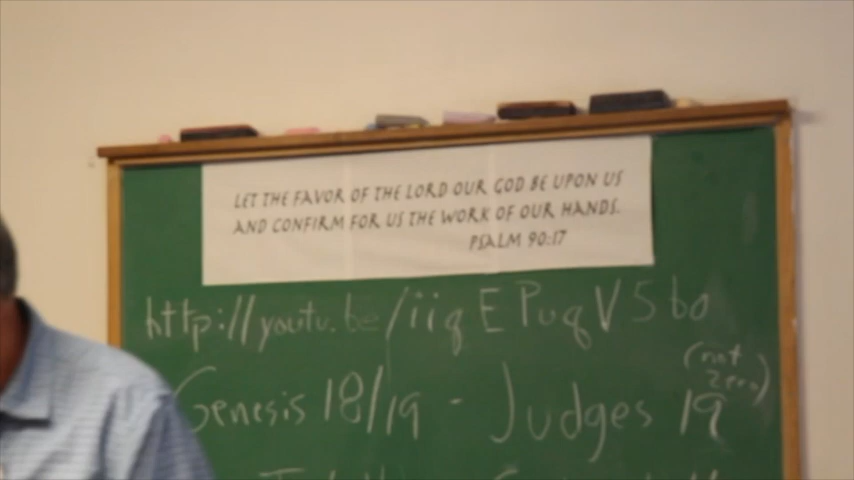 LET THE FAVOR OF THE LORD OUR GOD BE UPON US
AND CONFIRM FOR US THE WORK OF OUR HANDS.
PSALM 90:17
http://youtu.be/iiqEPuqV5bo
(not zero)
Genesis 18/19 - Judges 19